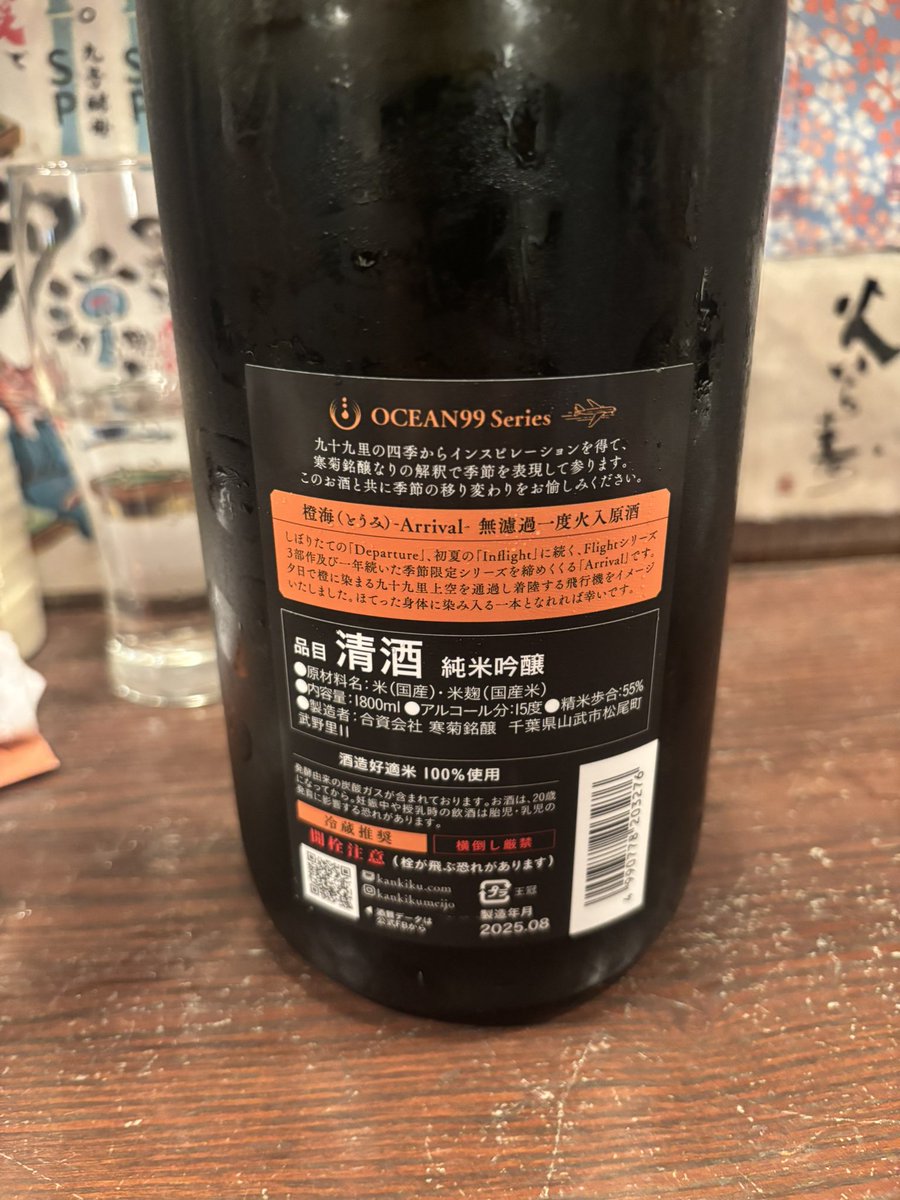 OCEAN99 Series
九十九里の四季からインスピレーションを得て、
寒菊銘醸なりの解釈で季節を表現して参ります。
このお酒と共に季節の移り変わりをお愉しみください。
橙海(とうみ)-Arrival- 無濾過一度火入原酒
しぼりたての「Departure」、初夏の「Inflight」に続く、Flightシリーズ
3部作及び一年続いた季節限定シリーズを締めくくる「Arrival」です。
夕日で橙に染まる九十九里上空を通過し着陸する飛行機をイメージ
いたしました。ほてった身体に染み入る一本となれれば幸いです。
品目 清酒 純米吟醸
●原材料名:米(国産)・米麹(国産米)
●内容量:1800ml ●アルコール分:15度 ●精米歩合:55%
●製造者:合資会社 寒菊銘醸 千葉県山武市松尾町
武野里11
酒造好適米 100%使用
発酵由来の炭酸ガスが含まれております。お酒は、20歳
になってから。妊娠中や授乳時の飲酒は胎児・乳児の
発育に影響する恐れがあります。
冷蔵推奨
横倒し厳禁
開栓注意 (栓が飛ぶ恐れがあります)
kankiku.com
kankikumeijo
酒質データは
公式FBから
王冠
製造年月
2025.08
4 990778 203276